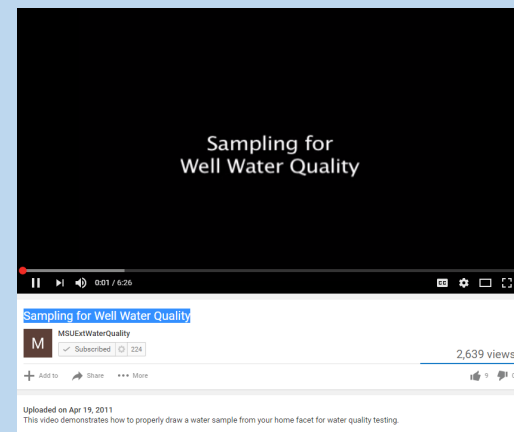 Sampling for
Well Water Quality
0:01 / 6:26
CC
Sampling for Well Water Quality
M
MSUExtWaterQuality
Subscribed 224
2,639 views
Add to Share More
9
Uploaded on Apr 19, 2011
This video demonstrates how to properly draw a water sample from your home facet for water quality testing.